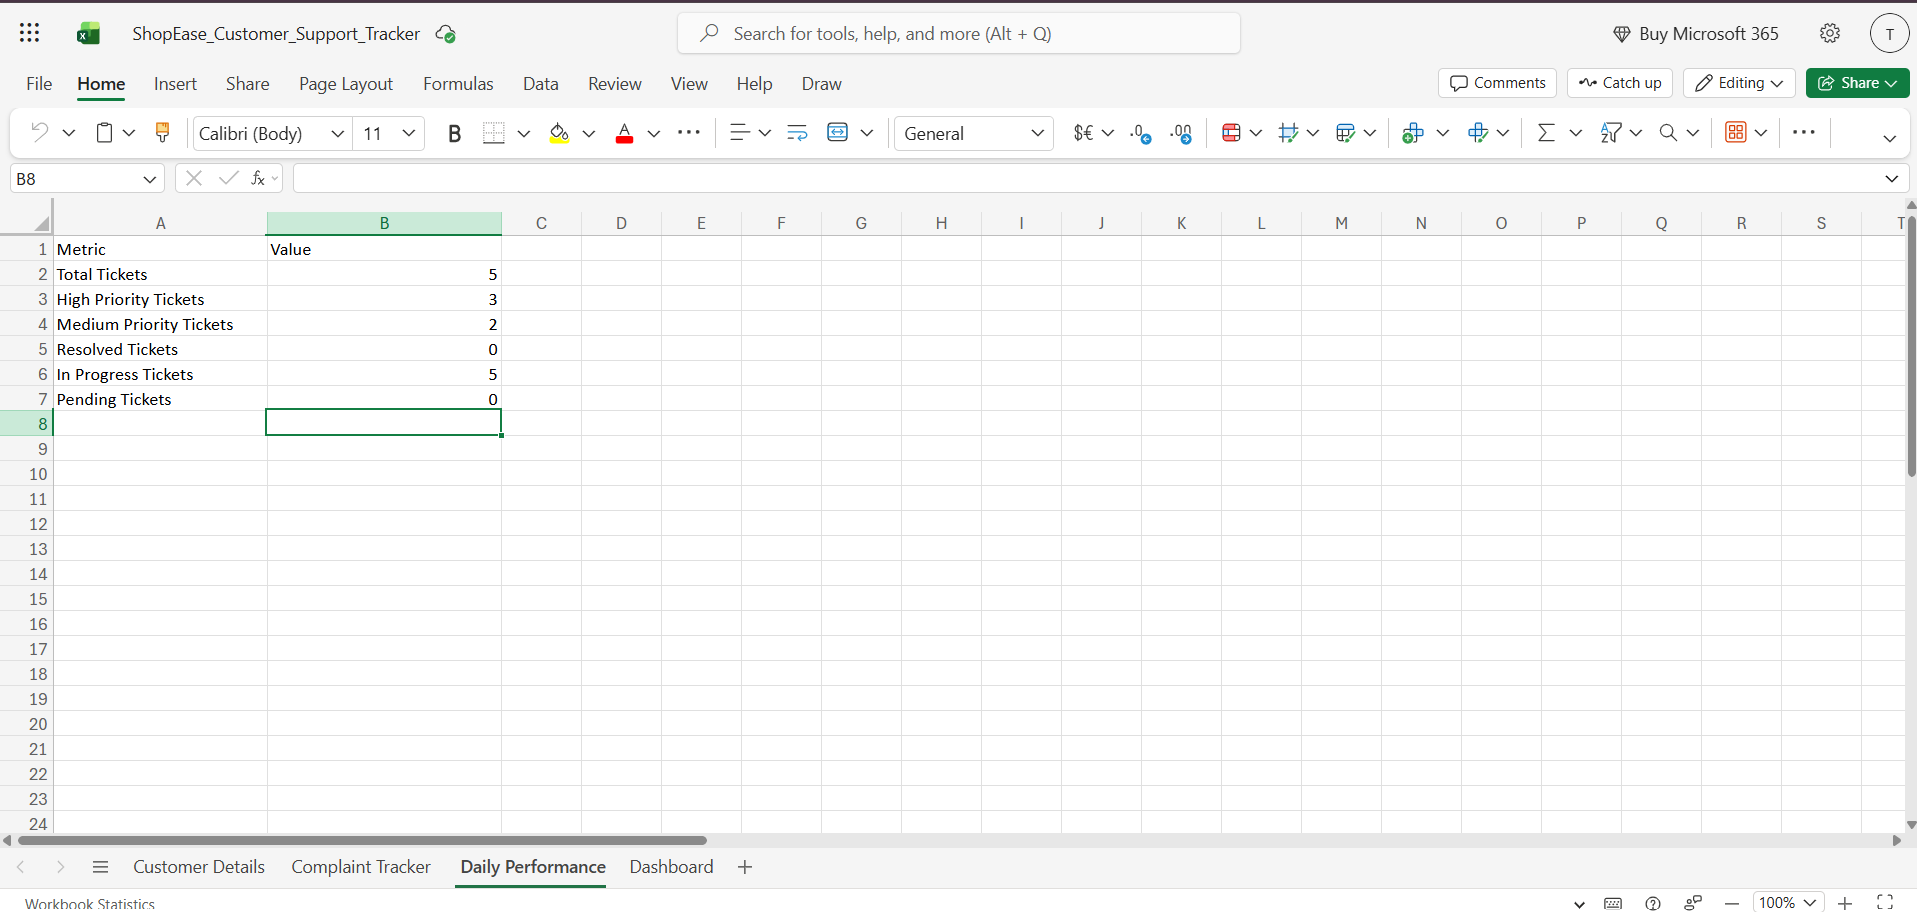 ShopEase_Customer_Support_Tracker
Search for tools, help, and more (Alt + Q)
Buy Microsoft 365
T
File Home Insert Share Page Layout Formulas Data Review View Help Draw
Comments Catch up Editing Share
Calibri (Body) 11 B A General $€ .0 .00
B8 fx
A B C D E F G H I J K L M N O P Q R S T
1 Metric Value
2 Total Tickets 5
3 High Priority Tickets 3
4 Medium Priority Tickets 2
5 Resolved Tickets 0
6 In Progress Tickets 5
7 Pending Tickets 0
8
9
10
11
12
13
14
15
16
17
18
19
20
21
22
23
24
Customer Details Complaint Tracker Daily Performance Dashboard
Workbook Statistics 100%